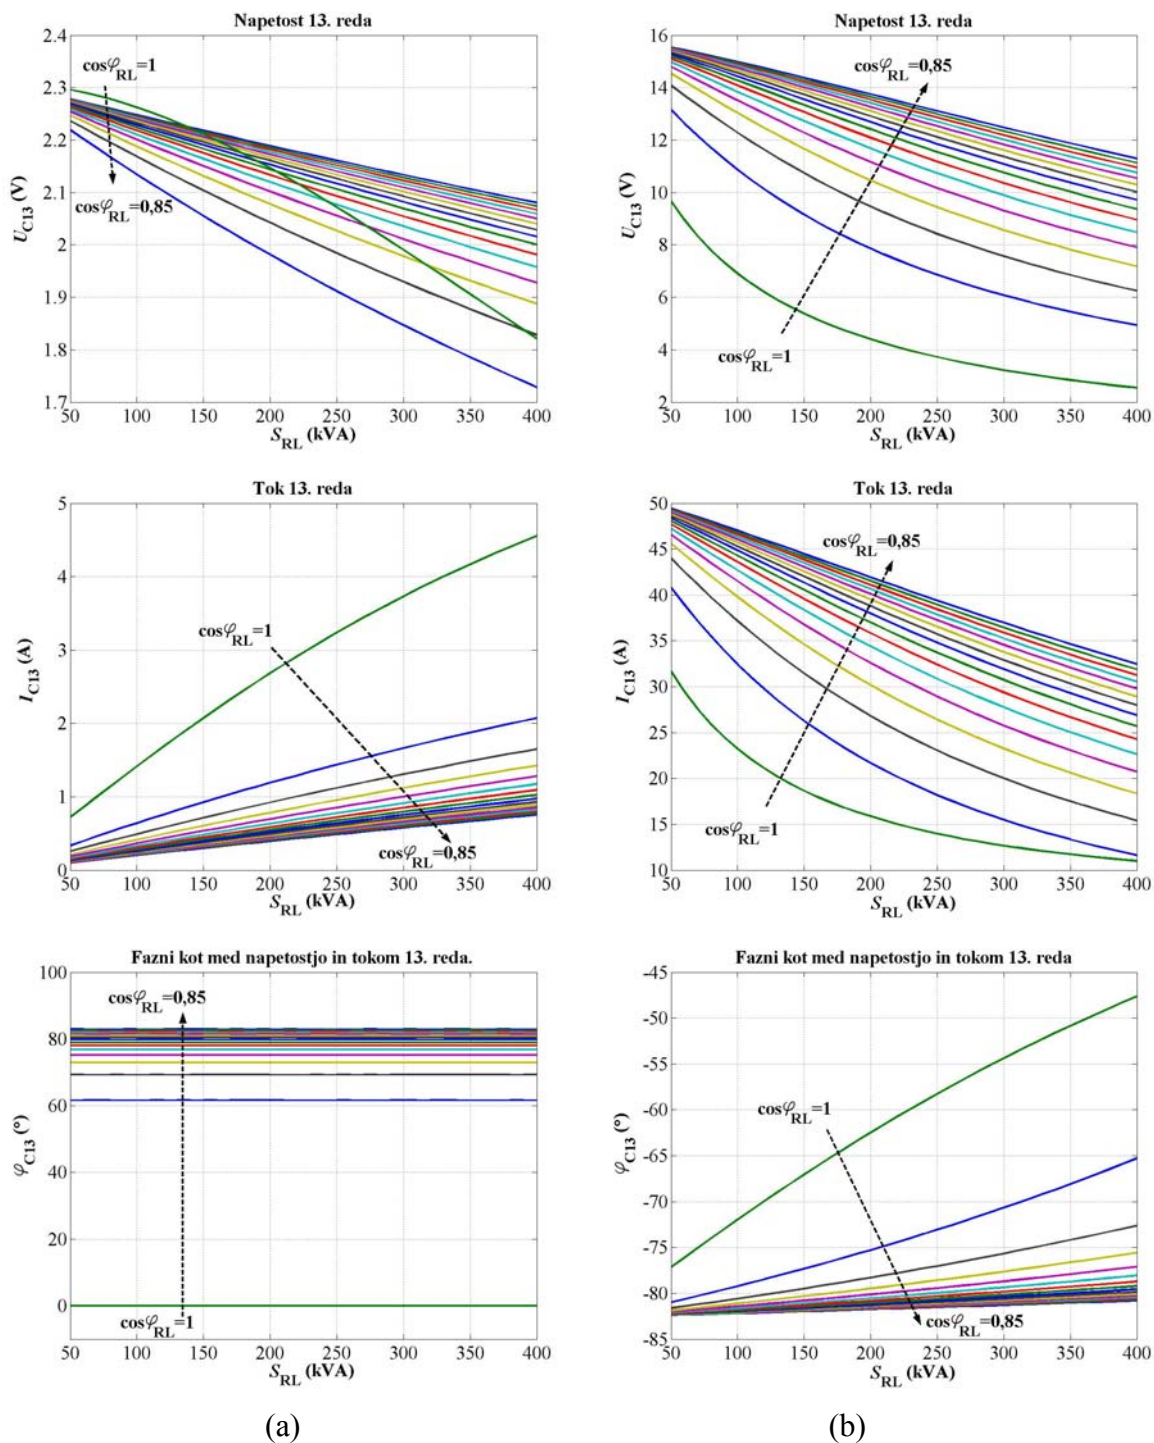 Napetost 13. reda
2.4
2.3
2.2
2.1
2
1.9
1.8
1.7
U_C13 (V)
cosφ_RL=1
cosφ_RL=0,85
50 100 150 200 250 300 350 400
S_RL (kVA)
Napetost 13. reda
16
14
12
10
8
6
4
2
U_C13 (V)
cosφ_RL=0,85
cosφ_RL=1
50 100 150 200 250 300 350 400
S_RL (kVA)
Tok 13. reda
5
4
3
2
1
0
I_C13 (A)
cosφ_RL=1
cosφ_RL=0,85
50 100 150 200 250 300 350 400
S_RL (kVA)
Tok 13. reda
50
45
40
35
30
25
20
15
10
I_C13 (A)
cosφ_RL=0,85
cosφ_RL=1
50 100 150 200 250 300 350 400
S_RL (kVA)
Fazni kot med napetostjo in tokom 13. reda.
100
80
60
40
20
0
φ_C13 (°)
cosφ_RL=0,85
cosφ_RL=1
50 100 150 200 250 300 350 400
S_RL (kVA)
Fazni kot med napetostjo in tokom 13. reda
-45
-50
-55
-60
-65
-70
-75
-80
-85
φ_C13 (°)
cosφ_RL=1
cosφ_RL=0,85
50 100 150 200 250 300 350 400
S_RL (kVA)
(a)
(b)